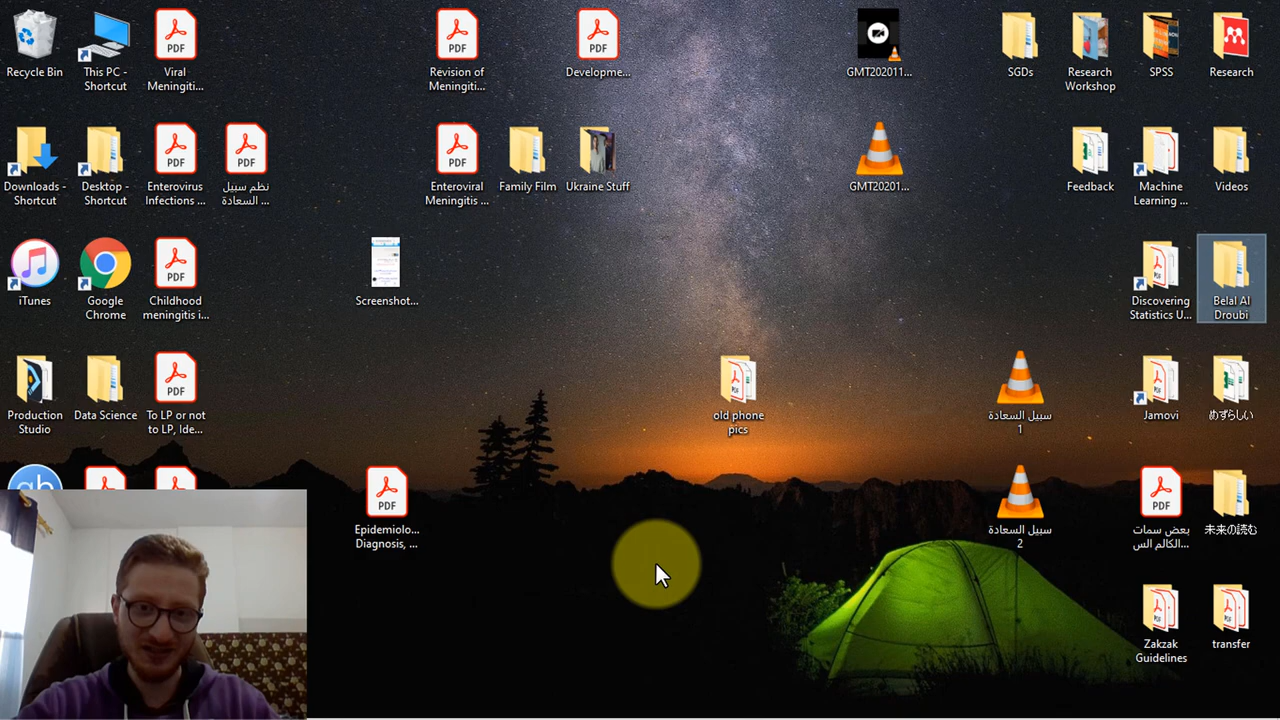 Recycle Bin
This PC -
Shortcut
PDF
Viral
Meningiti...
PDF
Revision of
Meningiti...
PDF
Developme...
GMT202011...
SGDs
Research
Workshop
SPSS
Research
Downloads -
Shortcut
Desktop -
Shortcut
PDF
Enterovirus
Infections ...
PDF
نظم سبيل
السعادة ...
PDF
Enteroviral
Meningitis ...
Family Film
Ukraine Stuff
GMT20201...
Feedback
Machine
Learning ...
Videos
iTunes
Google
Chrome
PDF
Childhood
meningitis i...
Screenshot...
Discovering
Statistics U...
Belal Al
Droubi
Production
Studio
Data Science
PDF
To LP or not
to LP, Ide...
old phone
pics
سبيل السعادة
1
Jamovi
めずらしい
PDF
Epidemiolo...
Diagnosis, ...
سبيل السعادة
2
PDF
بعض سمات
الكالم الس...
未来の読む
Zakzak
Guidelines
transfer